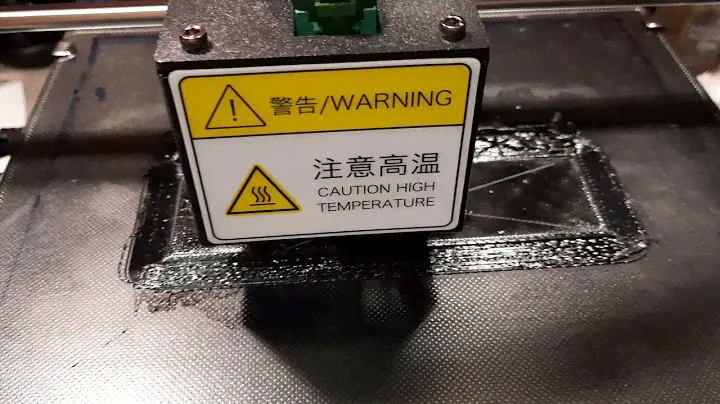 警告/WARNING
注意高温
CAUTION HIGH
TEMPERATURE